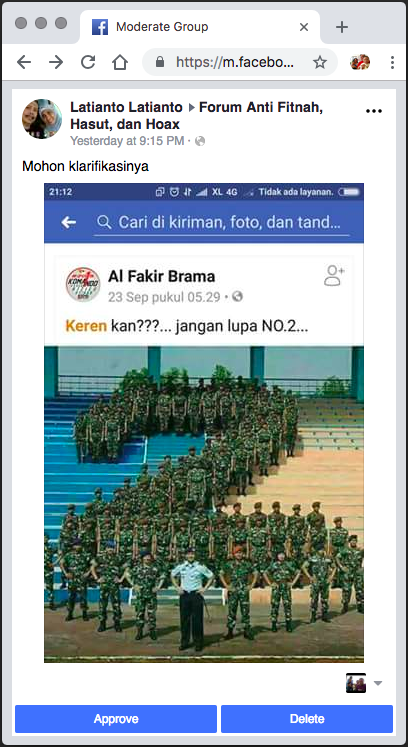 Moderate Group
https://m.facebo...
Latianto Latianto ▸ Forum Anti Fitnah,
Hasut, dan Hoax
Yesterday at 9:15 PM ·
Mohon klarifikasinya
21:12 XL 4G Tidak ada layanan.
Cari di kiriman, foto, dan tand...
Al Fakir Brama
23 Sep pukul 05.29 ·
Keren kan???... jangan lupa NO.2...
Approve Delete